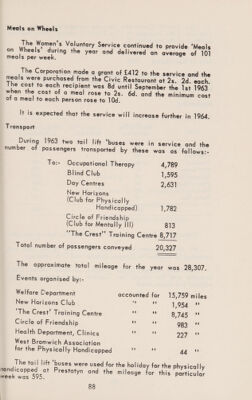 Meals on Wheels
The Women's Voluntary Service continued to provide 'Meals
on Wheels' during the year and delivered an average of 101
meals per week.
The Corporation made a grant of £412 to the service and the
meals were purchased from the Civic Restaurant at 2s. 2d. each.
The cost to each recipient was 8d until September the 1st 1963
when the cost of a meal rose to 2s. 6d. and the minimum cost
of a meal to each person rose to 10d.
It is expected that the service will increase further in 1964.
Transport
During 1963 two tail lift 'buses were in service and the
number of passengers transported by these was as follows:-
To:- Occupational Therapy 4,789
Blind Club 1,595
Day Centres 2,631
New Horizons
(Club for Physically
Handicapped) 1,782
Circle of Friendship
(Club for Mentally Ill) 813
"The Crest" Training Centre 8,717
Total number of passengers conveyed 20,327
The approximate total mileage for the year was 28,307.
Events organised by:-
Welfare Department accounted for 15,759 miles
New Horizons Club " " 1,954 "
'The Crest' Training Centre " " 8,745 "
Circle of Friendship " " 983 "
Health Department, Clinics " " 227 "
West Bromwich Association
for the Physically Handicapped " " 44 "
The tail lift 'buses were used for the holiday for the physically
handicapped at Prestatyn and the mileage for this particular
week was 595.
88